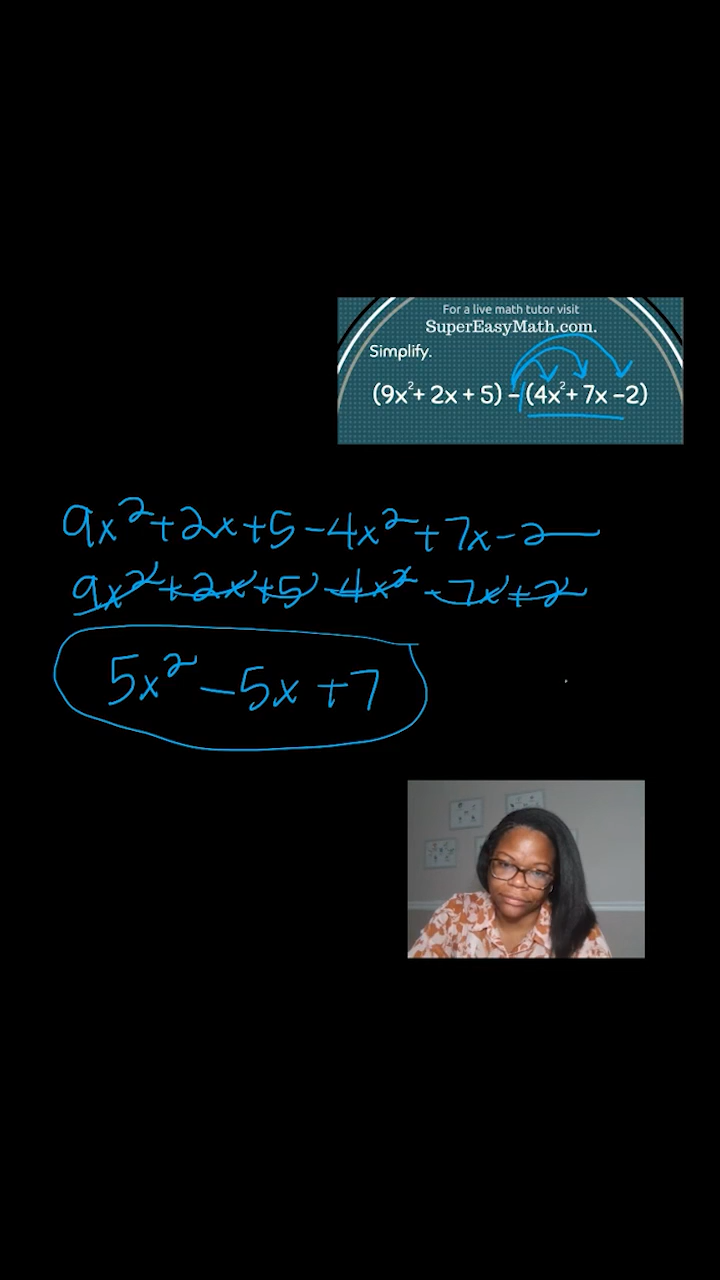 For a live math tutor visit
SuperEasyMath.com.
Simplify.
(9x²+ 2x + 5) - 1(4x²+ 7x -2)
9x²+2x+5-4x²+7x-2
9x²+2x+5-4x²-7x+2
5x²-5x+7